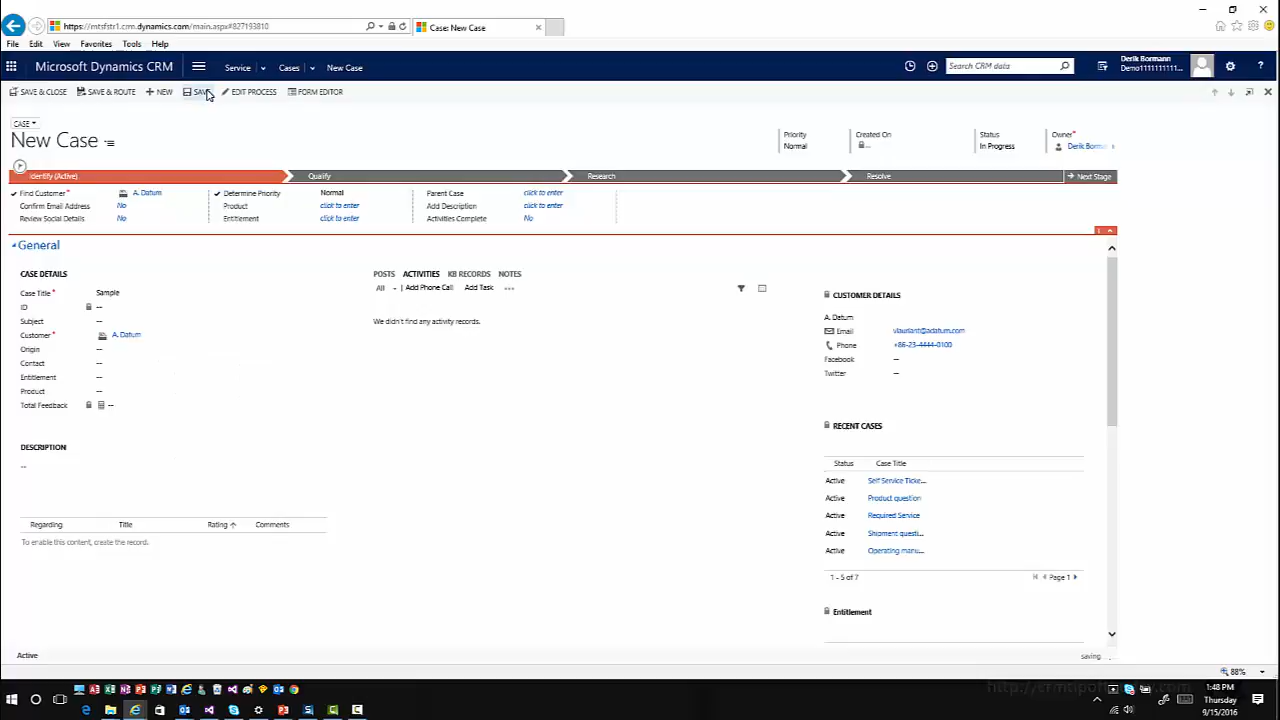 https://mtsfstr1.crm.dynamics.com/main.aspx#827193810
Case: New Case
File Edit View Favorites Tools Help
Microsoft Dynamics CRM Service Cases New Case
Search CRM data
Derik Bormann
Demo1111111111...
SAVE & CLOSE SAVE & ROUTE NEW SAVE EDIT PROCESS FORM EDITOR
CASE
New Case
Priority Created On Status Owner*
Normal ... In Progress Derik Borman
Identify (Active) Qualify Research Resolve Next Stage
Find Customer* A. Datum Determine Priority Normal Parent Case click to enter
Confirm Email Address No Product click to enter Add Description click to enter
Review Social Details No Entitlement click to enter Activities Complete No
General
CASE DETAILS
Case Title* Sample
ID --
Subject --
Customer* A. Datum
Origin --
Contact --
Entitlement --
Product --
Total Feedback --
DESCRIPTION
--
Regarding Title Rating Comments
To enable this content, create the record.
POSTS ACTIVITIES KB RECORDS NOTES
All | Add Phone Call Add Task ...
We didn't find any activity records.
CUSTOMER DETAILS
A. Datum
Email vlauriant@adatum.com
Phone +86-23-4444-0100
Facebook --
Twitter --
RECENT CASES
Status Case Title
Active Self Service Ticke...
Active Product question
Active Required Service
Active Shipment questi...
Active Operating manu...
1 - 5 of 7 Page 1
Entitlement
Active saving
88%
1:48 PM
Thursday
9/15/2016